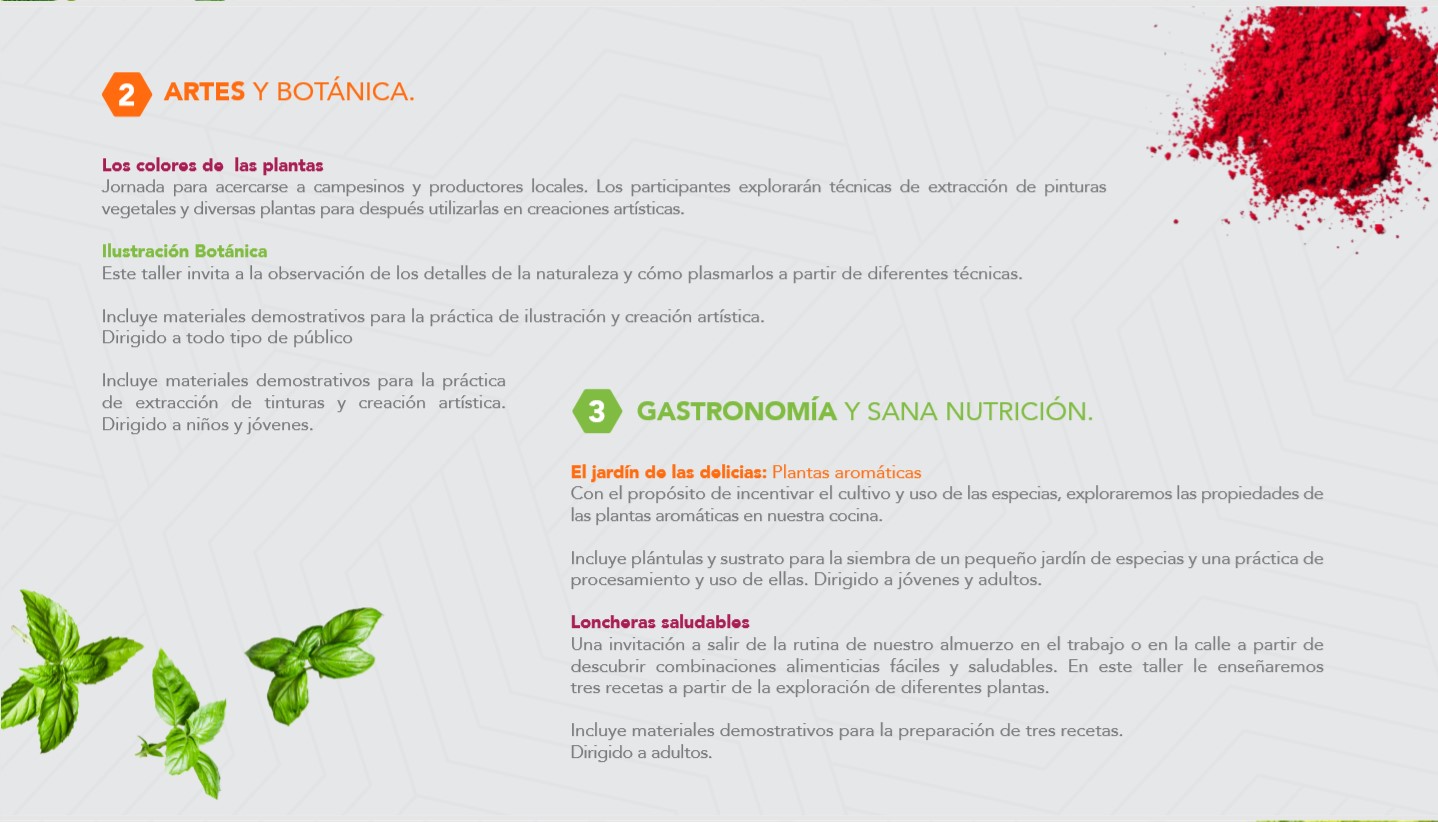 2 ARTES Y BOTÁNICA.
Los colores de las plantas
Jornada para acercarse a campesinos y productores locales. Los participantes explorarán técnicas de extracción de pinturas
vegetales y diversas plantas para después utilizarlas en creaciones artísticas.
Ilustración Botánica
Este taller invita a la observación de los detalles de la naturaleza y cómo plasmarlos a partir de diferentes técnicas.
Incluye materiales demostrativos para la práctica de ilustración y creación artística.
Dirigido a todo tipo de público
Incluye materiales demostrativos para la práctica
de extracción de tinturas y creación artística.
Dirigido a niños y jóvenes.
3 GASTRONOMÍA Y SANA NUTRICIÓN.
El jardín de las delicias: Plantas aromáticas
Con el propósito de incentivar el cultivo y uso de las especias, exploraremos las propiedades de
las plantas aromáticas en nuestra cocina.
Incluye plántulas y sustrato para la siembra de un pequeño jardín de especias y una práctica de
procesamiento y uso de ellas. Dirigido a jóvenes y adultos.
Loncheras saludables
Una invitación a salir de la rutina de nuestro almuerzo en el trabajo o en la calle a partir de
descubrir combinaciones alimenticias fáciles y saludables. En este taller le enseñaremos
tres recetas a partir de la exploración de diferentes plantas.
Incluye materiales demostrativos para la preparación de tres recetas.
Dirigido a adultos.